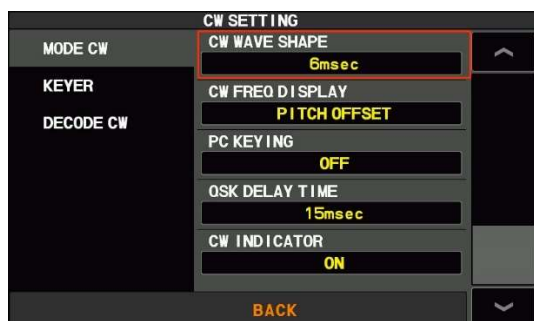 CW SETTING
MODE CW
KEYER
DECODE CW
CW WAVE SHAPE
6msec
CW FREQ DISPLAY
PITCH OFFSET
PC KEYING
OFF
QSK DELAY TIME
15msec
CW INDICATOR
ON
BACK